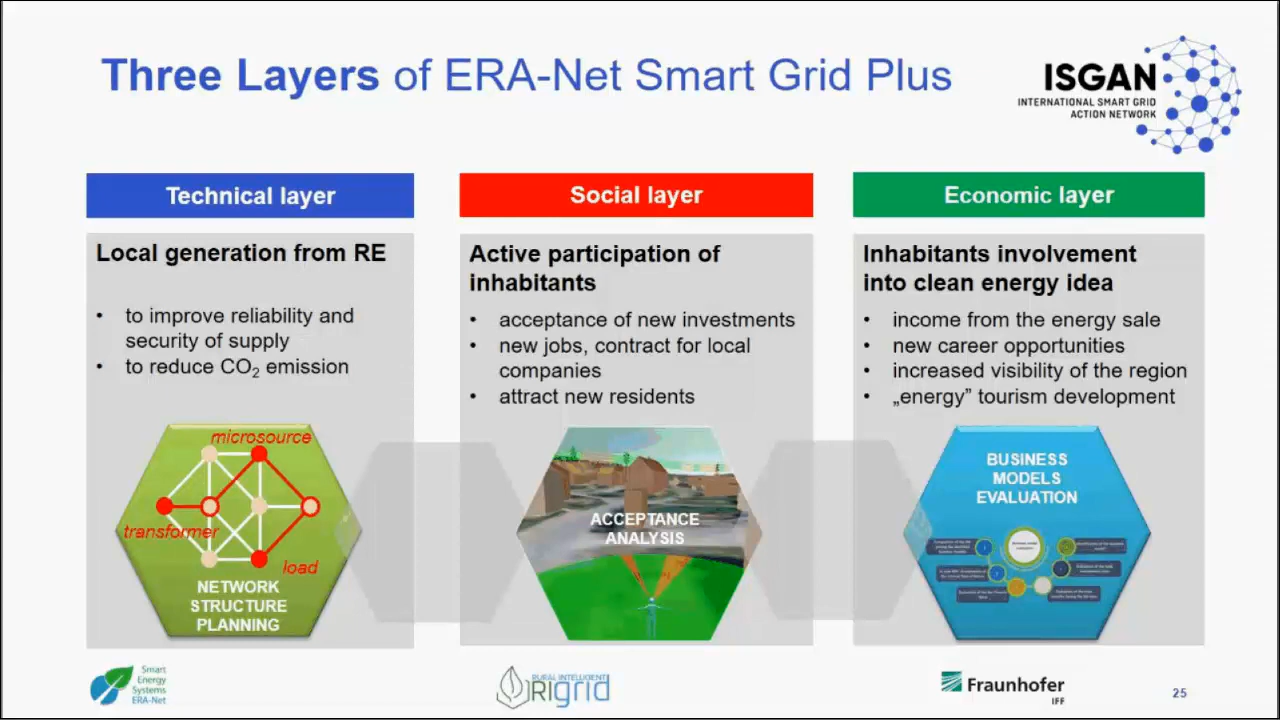 Three Layers of ERA-Net Smart Grid Plus
ISGAN
INTERNATIONAL SMART GRID
ACTION NETWORK
Technical layer
Local generation from RE
• to improve reliability and
security of supply
• to reduce CO₂ emission
microsource
transformer
load
NETWORK
STRUCTURE
PLANNING
Social layer
Active participation of
inhabitants
• acceptance of new investments
• new jobs, contract for local
companies
• attract new residents
ACCEPTANCE
ANALYSIS
Economic layer
Inhabitants involvement
into clean energy idea
• income from the energy sale
• new career opportunities
• increased visibility of the region
• „energy” tourism development
BUSINESS
MODELS
EVALUATION
Smart
Energy
Systems
ERA-Net
RURAL INTELLIGENT
RIgrid
Fraunhofer
IFF
25